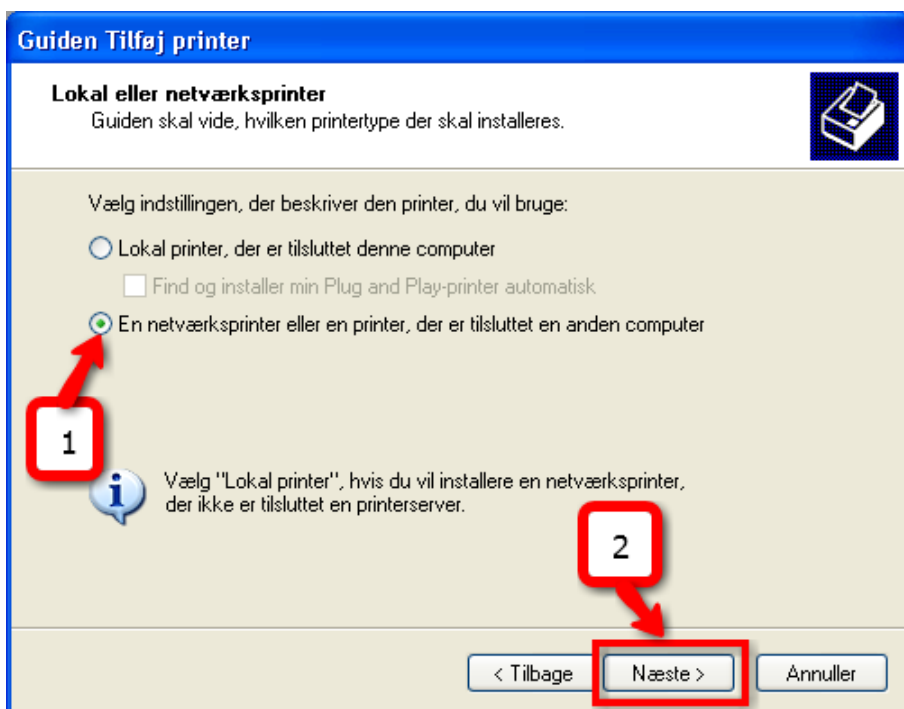 Guiden Tilføj printer
Lokal eller netværksprinter
Guiden skal vide, hvilken printertype der skal installeres.
Vælg indstillingen, der beskriver den printer, du vil bruge:
Lokal printer, der er tilsluttet denne computer
Find og installer min Plug and Play-printer automatisk
En netværksprinter eller en printer, der er tilsluttet en anden computer
1
Vælg "Lokal printer", hvis du vil installere en netværksprinter,
der ikke er tilsluttet en printerserver.
2
< Tilbage
Næste >
Annuller